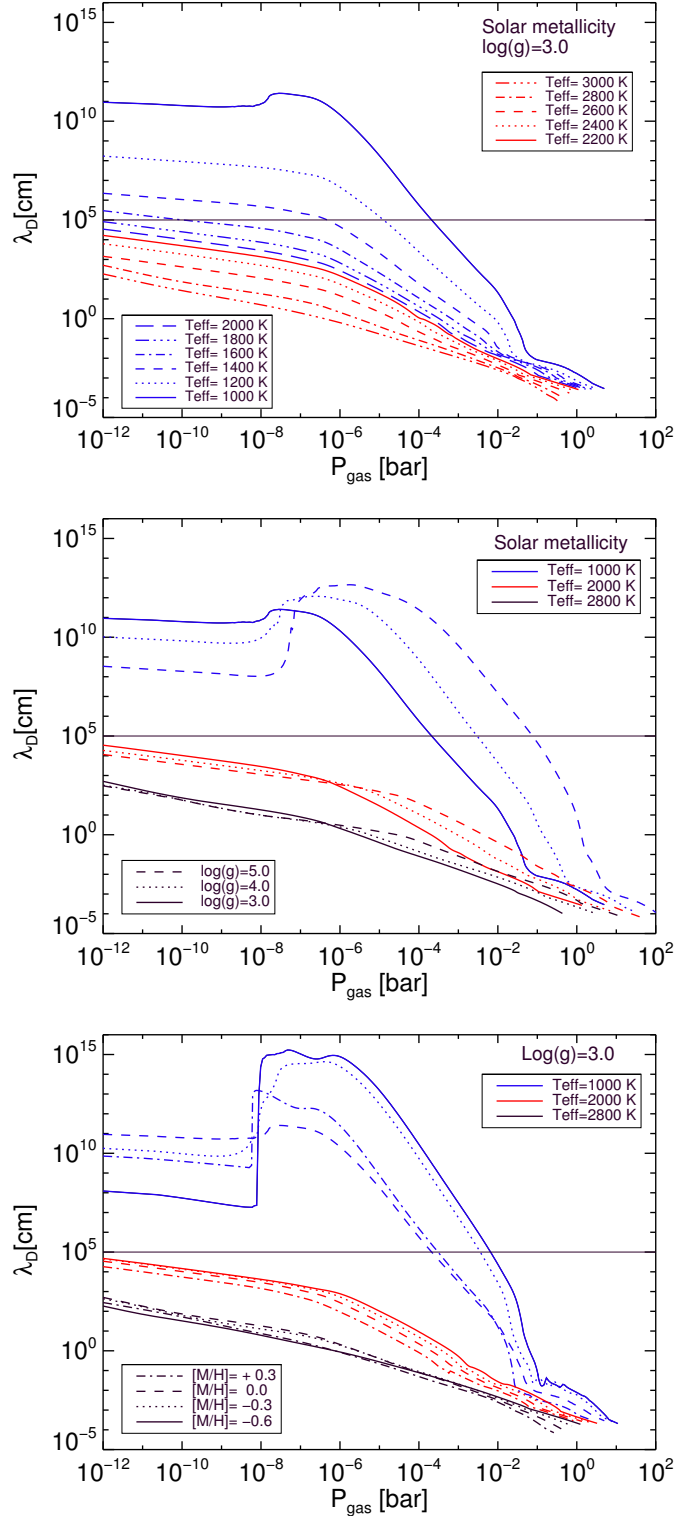 10^15
10^10
10^5
10^0
10^-5
λ_D[cm]
Solar metallicity
log(g)=3.0
Teff= 3000 K
Teff= 2800 K
Teff= 2600 K
Teff= 2400 K
Teff= 2200 K
Teff= 2000 K
Teff= 1800 K
Teff= 1600 K
Teff= 1400 K
Teff= 1200 K
Teff= 1000 K
10^-12 10^-10 10^-8 10^-6 10^-4 10^-2 10^0 10^2
P_gas [bar]
10^15
10^10
10^5
10^0
10^-5
λ_D[cm]
Solar metallicity
Teff= 1000 K
Teff= 2000 K
Teff= 2800 K
log(g)=5.0
log(g)=4.0
log(g)=3.0
10^-12 10^-10 10^-8 10^-6 10^-4 10^-2 10^0 10^2
P_gas [bar]
10^15
10^10
10^5
10^0
10^-5
λ_D[cm]
Log(g)=3.0
Teff=1000 K
Teff=2000 K
Teff=2800 K
[M/H]= + 0.3
[M/H]= 0.0
[M/H]= −0.3
[M/H]= −0.6
10^-12 10^-10 10^-8 10^-6 10^-4 10^-2 10^0 10^2
P_gas [bar]